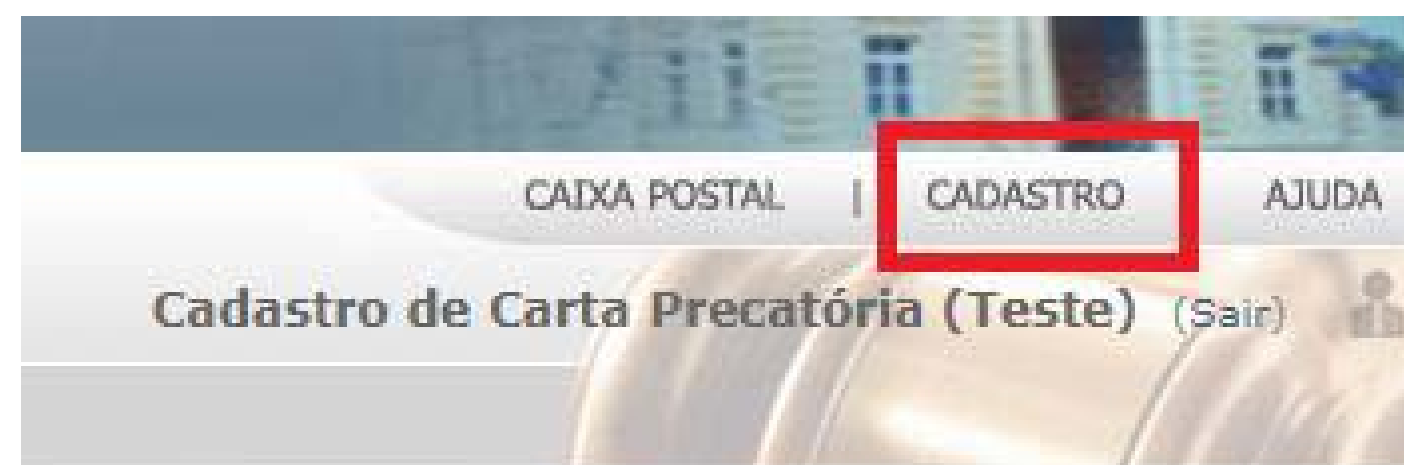 CAIXA POSTAL | CADASTRO AJUDA
Cadastro de Carta Precatória (Teste) (Sair)